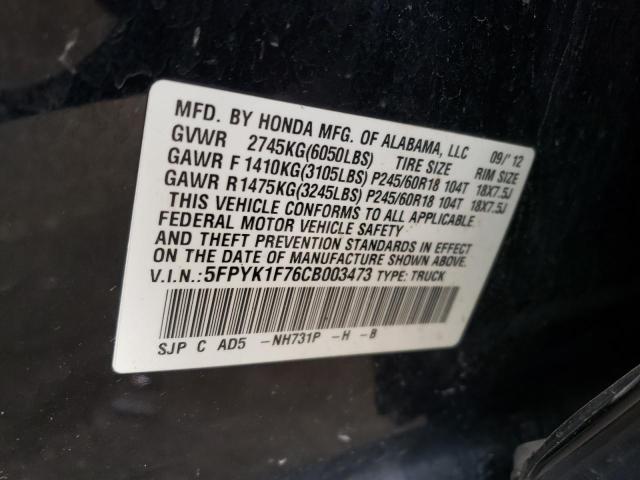 MFD. BY HONDA MFG. OF ALABAMA, LLC 09/'12
GVWR 2745KG(6050LBS) TIRE SIZE RIM SIZE
GAWR F 1410KG(3105LBS) P245/60R18 104T 18X7.5J
GAWR R1475KG(3245LBS) P245/60R18 104T 18X7.5J
THIS VEHICLE CONFORMS TO ALL APPLICABLE
FEDERAL MOTOR VEHICLE SAFETY
AND THEFT PREVENTION STANDARDS IN EFFECT
ON THE DATE OF MANUFACTURE SHOWN ABOVE.
V.I.N.: 5FPYK1F76CB003473 TYPE: TRUCK
SJP C AD5 -NH731P -H -B